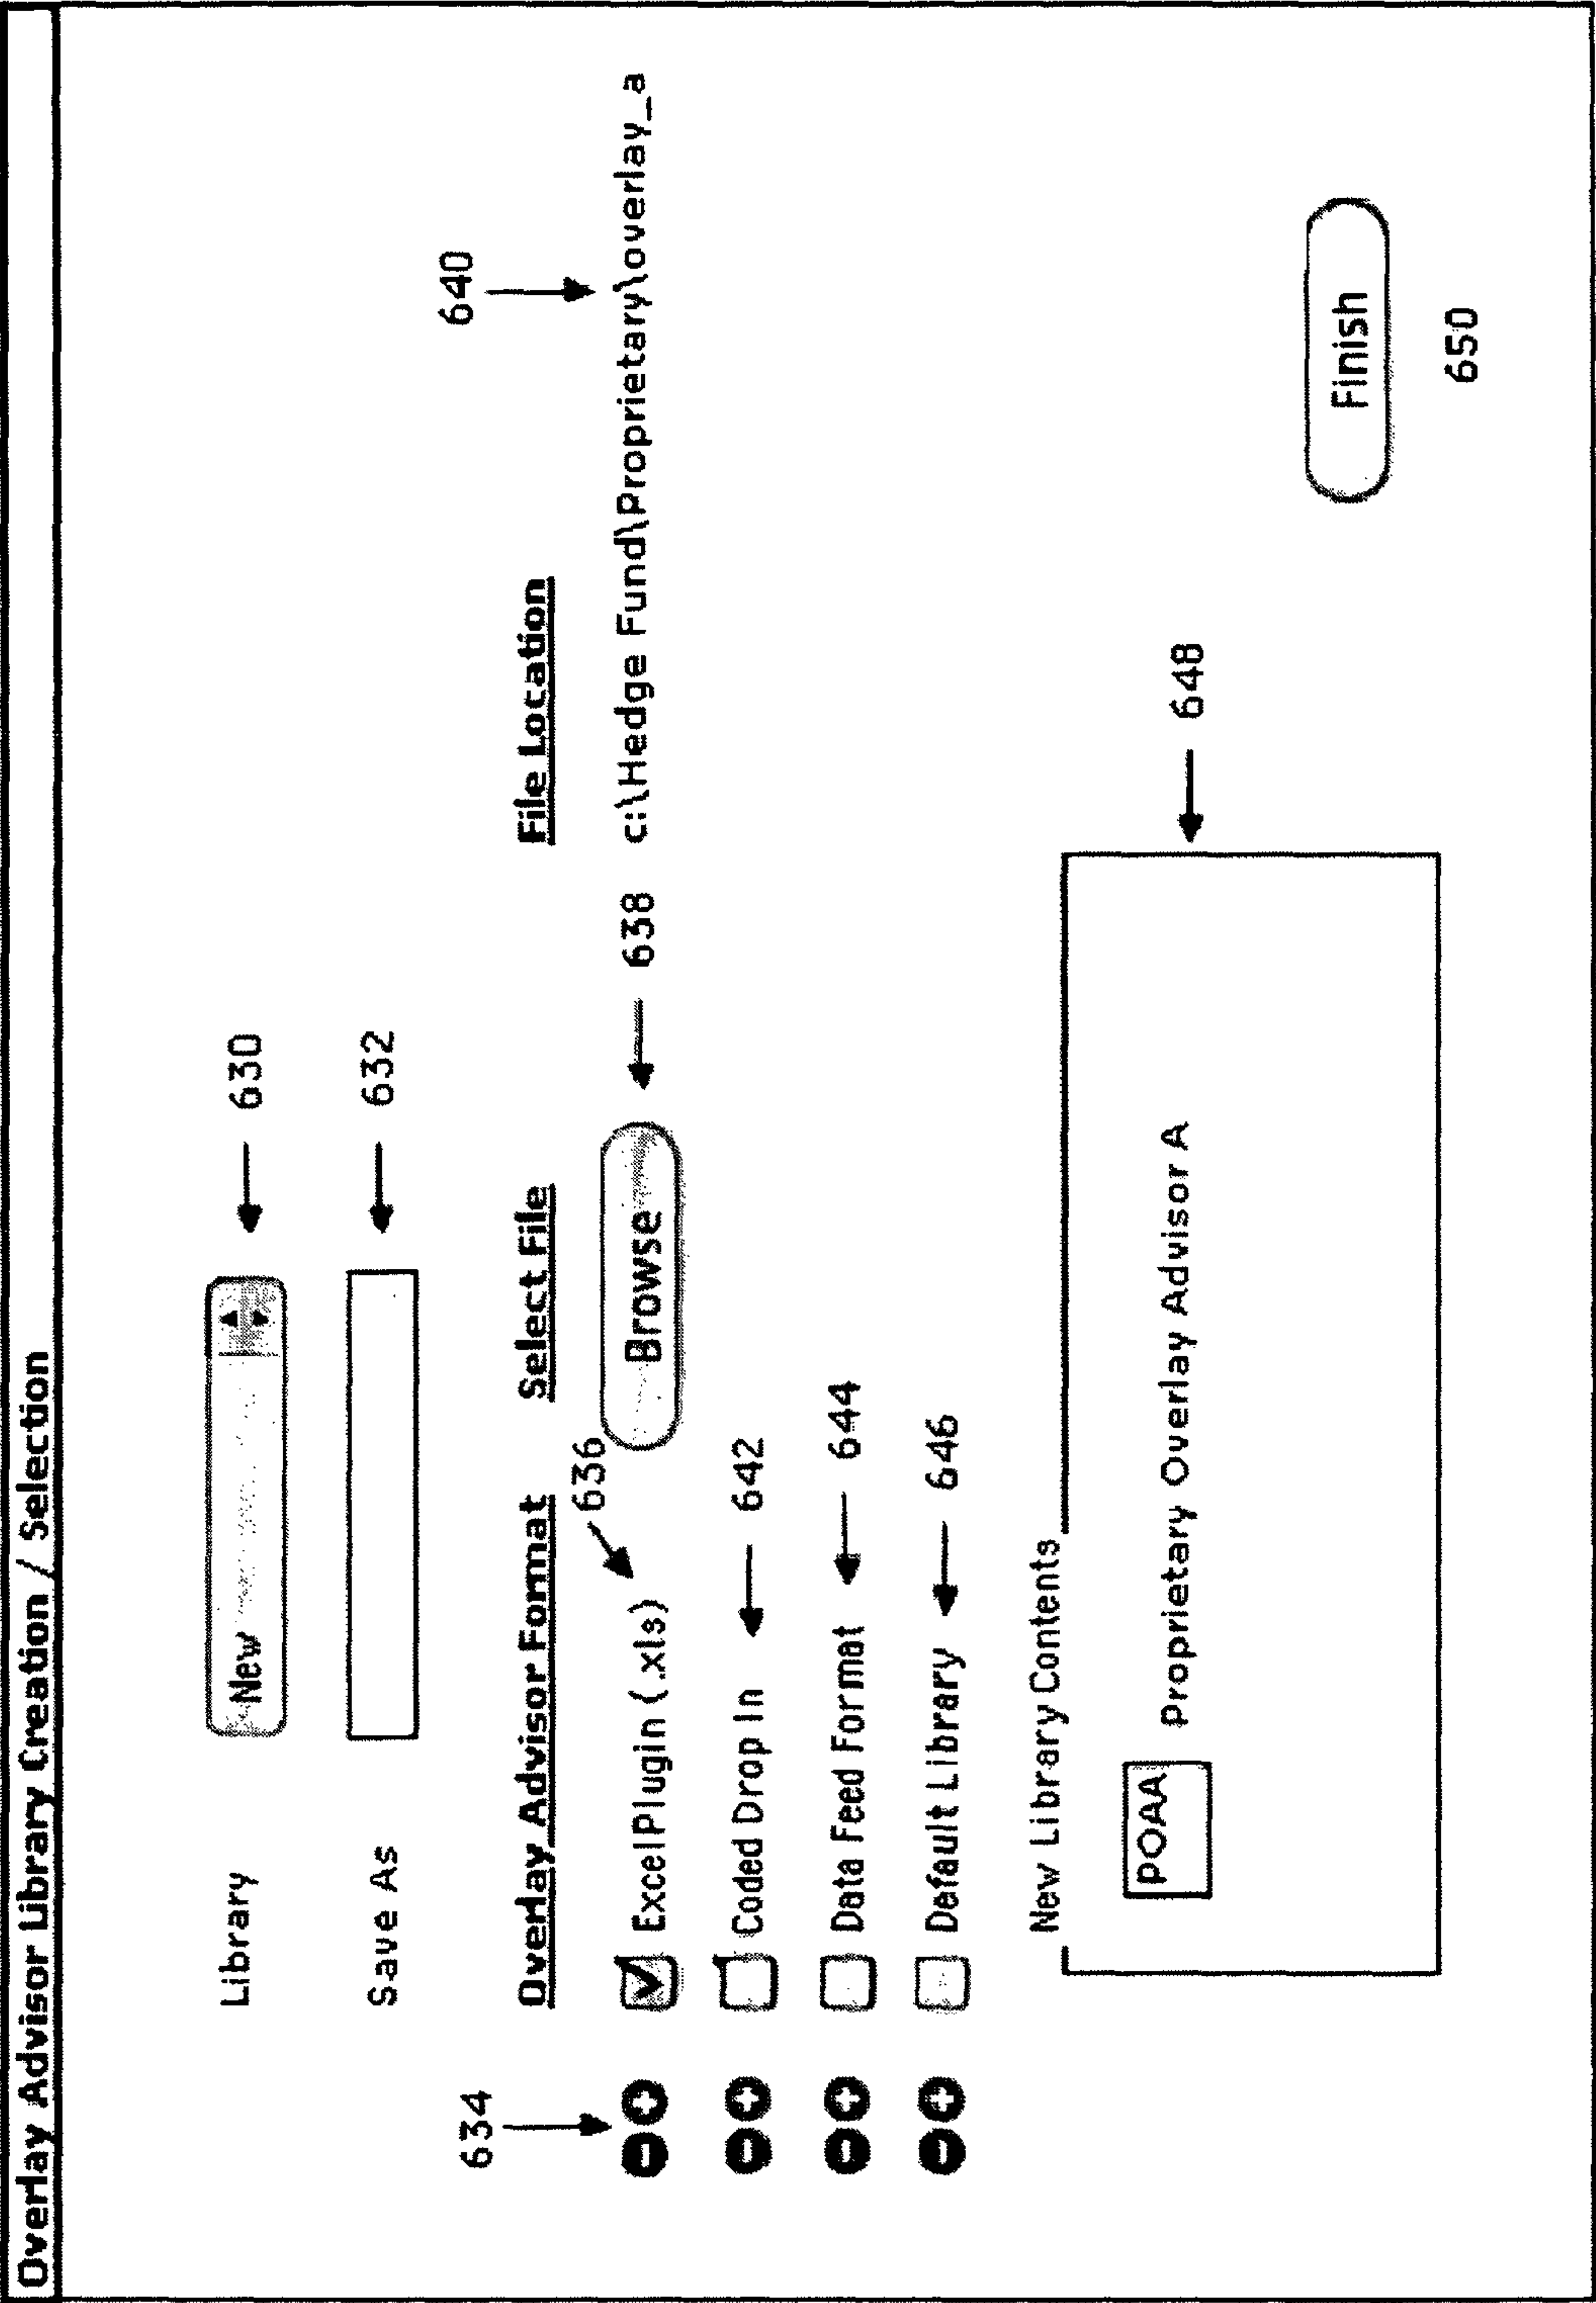 Overlay Advisor Library Creation / Selection
Library New 630
Save As 632
634 640
Overlay Advisor Format Select File File Location
636
Excel Plugin (.xls) Browse 638 c:\Hedge Fund\Proprietary\overlay_a
Coded Drop In 642
Data Feed Format 644
Default Library 646
New Library Contents
POAA Proprietary Overlay Advisor A 648
Finish
650